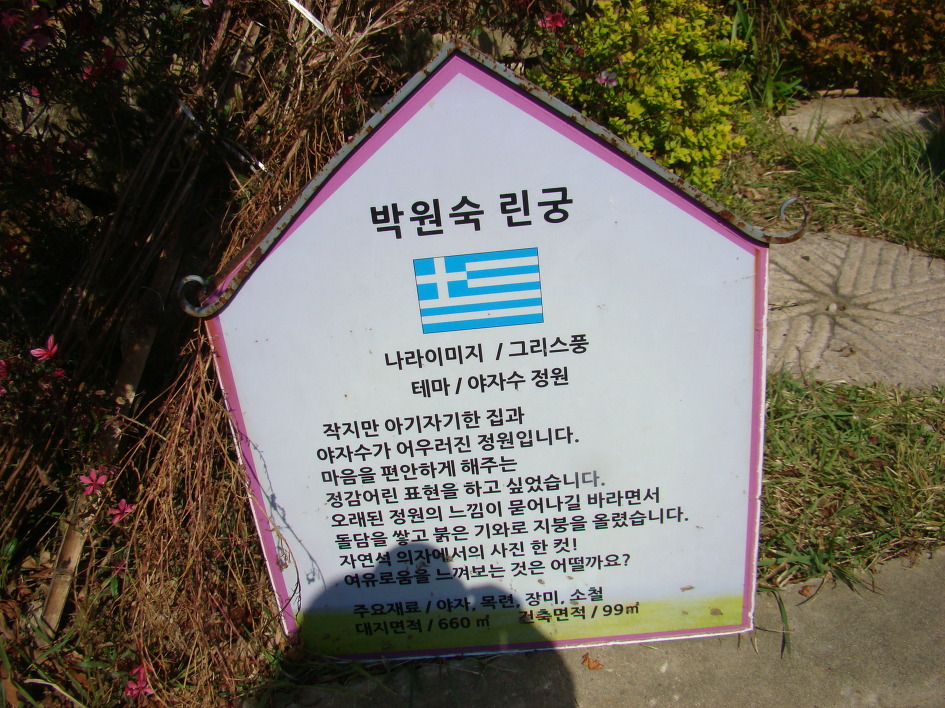 박원숙 린궁
나라이미지 / 그리스풍
테마 / 야자수 정원
작지만 아기자기한 집과
야자수가 어우러진 정원입니다.
마음을 편안하게 해주는
정감어린 표현을 하고 싶었습니다.
오래된 정원의 느낌이 묻어나길 바라면서
돌담을 쌓고 붉은 기와로 지붕을 올렸습니다.
자연석 의자에서의 사진 한 컷!
여유로움을 느껴보는 것은 어떨까요?
주요재료 / 야자, 목련, 장미, 소철
대지면적 / 660 ㎡ 건축면적 / 99㎡